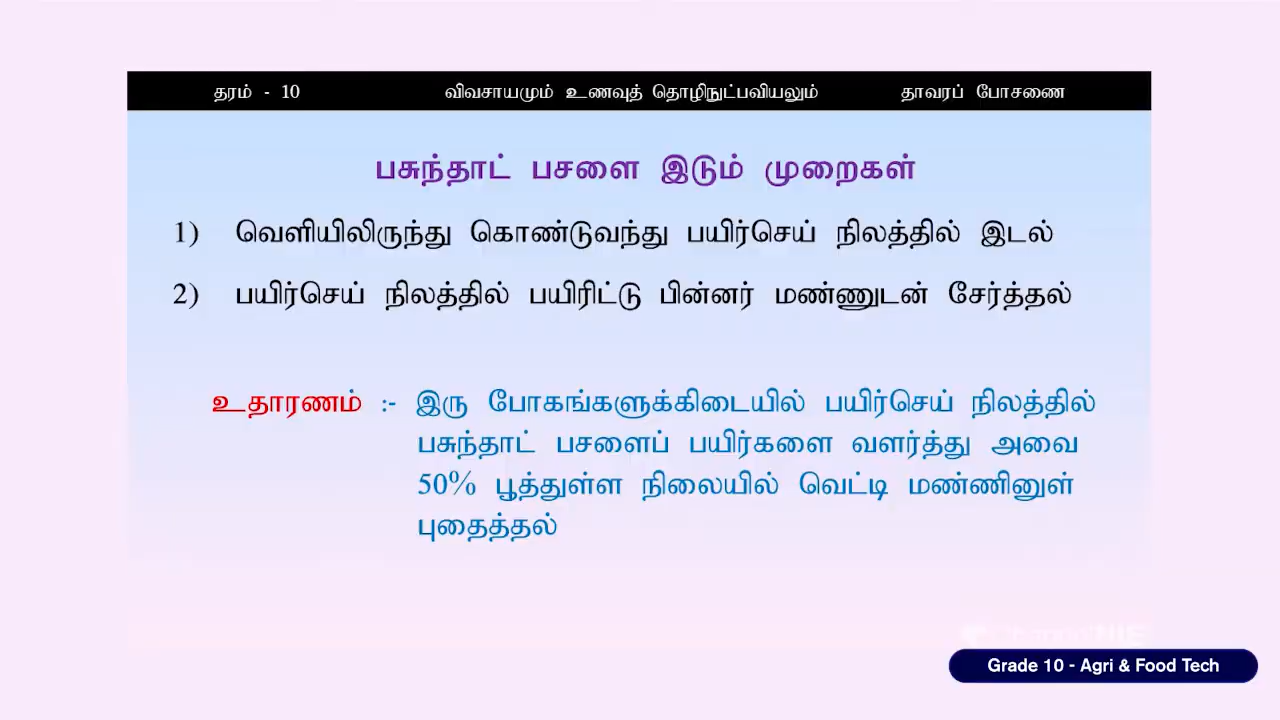 தரம் - 10 விவசாயமும் உணவுத் தொழிநுட்பவியலும் தாவரப் போசணை
பசுந்தாட் பசளை இடும் முறைகள்
1) வெளியிலிருந்து கொண்டுவந்து பயிர்செய் நிலத்தில் இடல்
2) பயிர்செய் நிலத்தில் பயிரிட்டு பின்னர் மண்ணுடன் சேர்த்தல்
உதாரணம் :- இரு போகங்களுக்கிடையில் பயிர்செய் நிலத்தில்
பசுந்தாட் பசளைப் பயிர்களை வளர்த்து அவை
50% பூத்துள்ள நிலையில் வெட்டி மண்ணினுள்
புதைத்தல்
Grade 10 - Agri & Food Tech